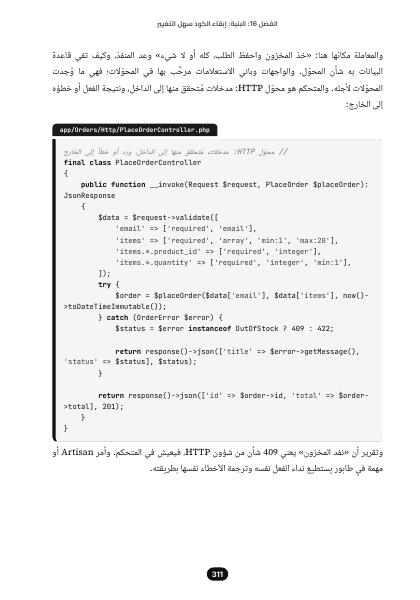 الفصل 16: البنية: إبقاء الكود سهل التغيير
والمعاملة مكانها هنا: «خذ المخزون واحفظ الطلب، كله أو لا شيء» وعد المنفذ، وكيف تفي قاعدة
البيانات به شأن المحوّل. والواجهات وباني الاستعلامات مرحَّب بها في المحوّلات؛ فهي ما وُجدت
المحوّلات لأجله. والمتحكم هو محوّل HTTP: مدخلات مُتحقق منها إلى الداخل، ونتيجة الفعل أو خطؤه
إلى الخارج:
app/Orders/Http/PlaceOrderController.php
// محوّل HTTP: مدخلات مُتحقق منها إلى الداخل، ورد أو خطأ إلى الخارج
final class PlaceOrderController
{
    public function __invoke(Request $request, PlaceOrder $placeOrder):
JsonResponse
    {
        $data = $request->validate([
            'email' => ['required', 'email'],
            'items' => ['required', 'array', 'min:1', 'max:20'],
            'items.*.product_id' => ['required', 'integer'],
            'items.*.quantity' => ['required', 'integer', 'min:1'],
        ]);
        try {
            $order = $placeOrder($data['email'], $data['items'], now()-
>toDateTimeImmutable());
        } catch (OrderError $error) {
            $status = $error instanceof OutOfStock ? 409 : 422;
            return response()->json(['title' => $error->getMessage(),
'status' => $status], $status);
        }
        return response()->json(['id' => $order->id, 'total' => $order-
>total], 201);
    }
}
وتقرير أن «نفد المخزون» يعني 409 شأن من شؤون HTTP، فيعيش في المتحكم. وأمر Artisan أو
مهمة في طابور يستطيع نداء الفعل نفسه وترجمة الأخطاء نفسها بطريقته.
311